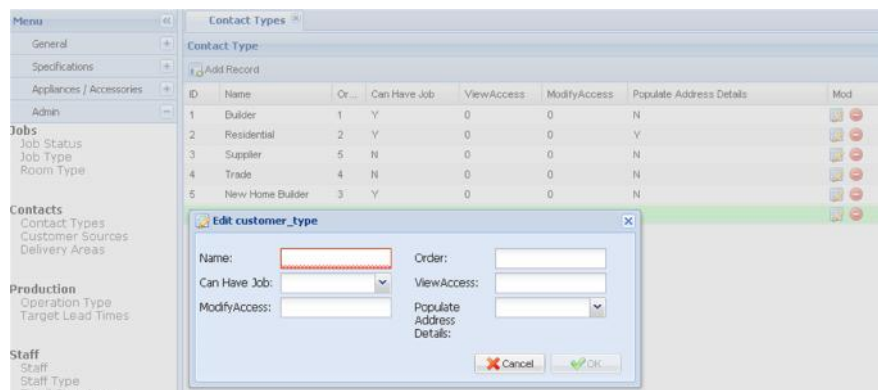 Menu
General
Specifications
Appliances / Accessories
Admin
Jobs
Job Status
Job Type
Room Type
Contacts
Contact Types
Customer Sources
Delivery Areas
Production
Operation Type
Target Lead Times
Staff
Staff
Staff Type
Contact Types
Contact Type
Add Record
ID Name Or... Can Have Job ViewAccess ModifyAccess Populate Address Details Mod
1 Builder 1 Y 0 0 N
2 Residential 2 Y 0 0 Y
3 Supplier 5 N 0 0 N
4 Trade 4 N 0 0 N
5 New Home Builder 3 Y 0 0 N
Edit customer_type
Name: Order:
Can Have Job: ViewAccess:
ModifyAccess: Populate
Address
Details:
Cancel OK